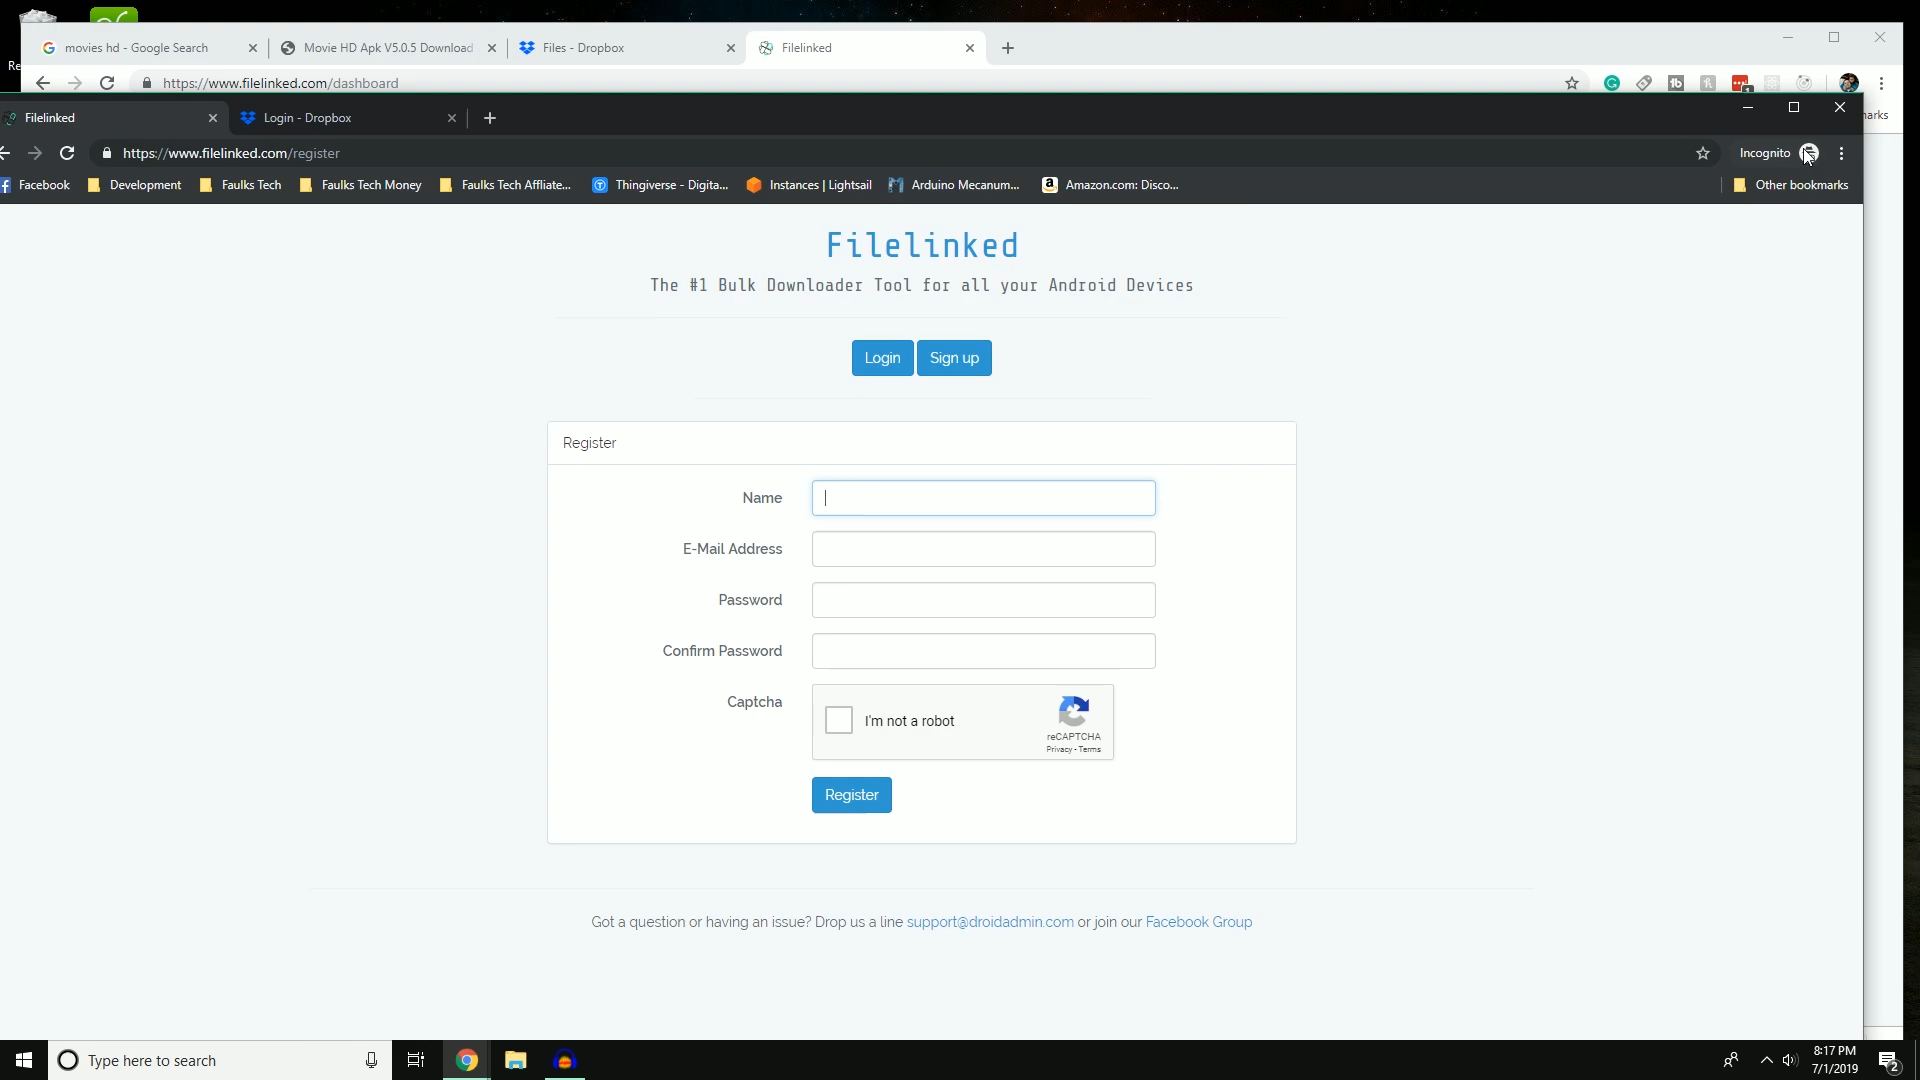 Re
movies hd - Google Search
Movie HD Apk V5.0.5 Download
Files - Dropbox
Filelinked
https://www.filelinked.com/dashboard
Filelinked
Login - Dropbox
arks
https://www.filelinked.com/register
Incognito
Facebook
Development
Faulks Tech
Faulks Tech Money
Faulks Tech Affliate...
Thingiverse - Digita...
Instances | Lightsail
Arduino Mecanum...
Amazon.com: Disco...
Other bookmarks
Filelinked
The #1 Bulk Downloader Tool for all your Android Devices
Login
Sign up
Register
Name
E-Mail Address
Password
Confirm Password
Captcha
I'm not a robot
reCAPTCHA
Privacy - Terms
Register
Got a question or having an issue? Drop us a line support@droidadmin.com or join our Facebook Group
Type here to search
8:17 PM
7/1/2019
2